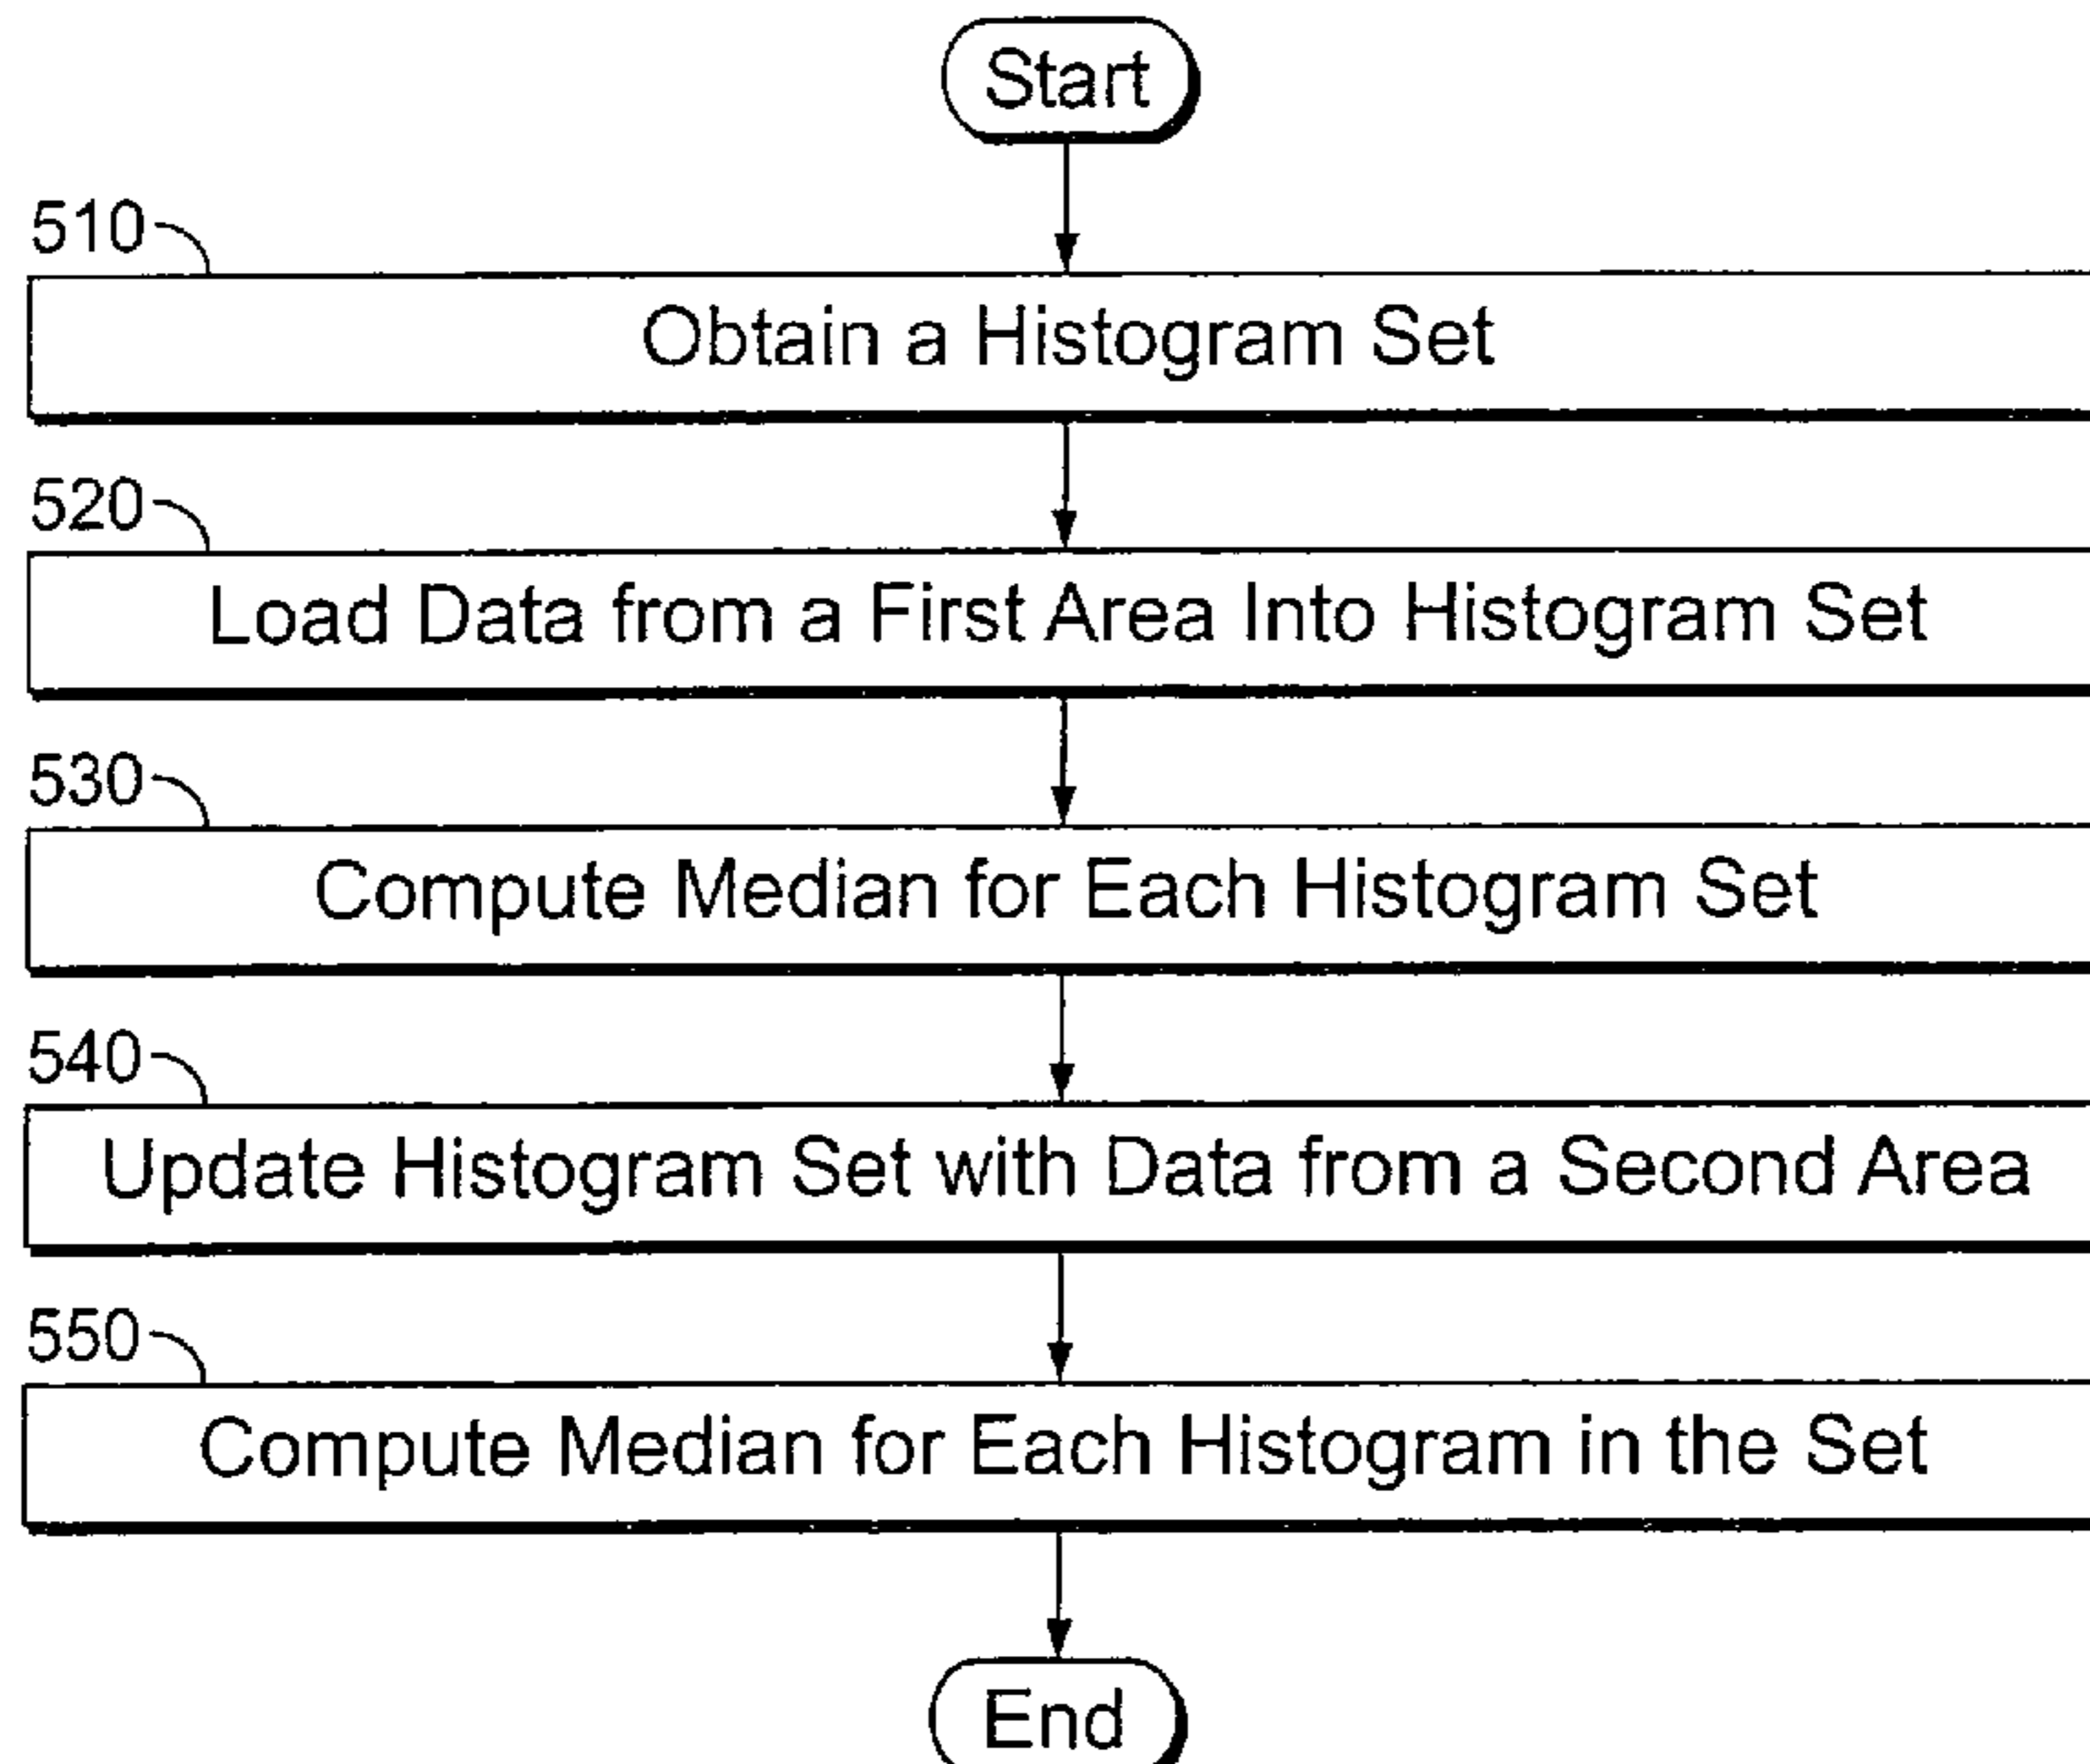 Start
510
Obtain a Histogram Set
520
Load Data from a First Area Into Histogram Set
530
Compute Median for Each Histogram Set
540
Update Histogram Set with Data from a Second Area
550
Compute Median for Each Histogram in the Set
End